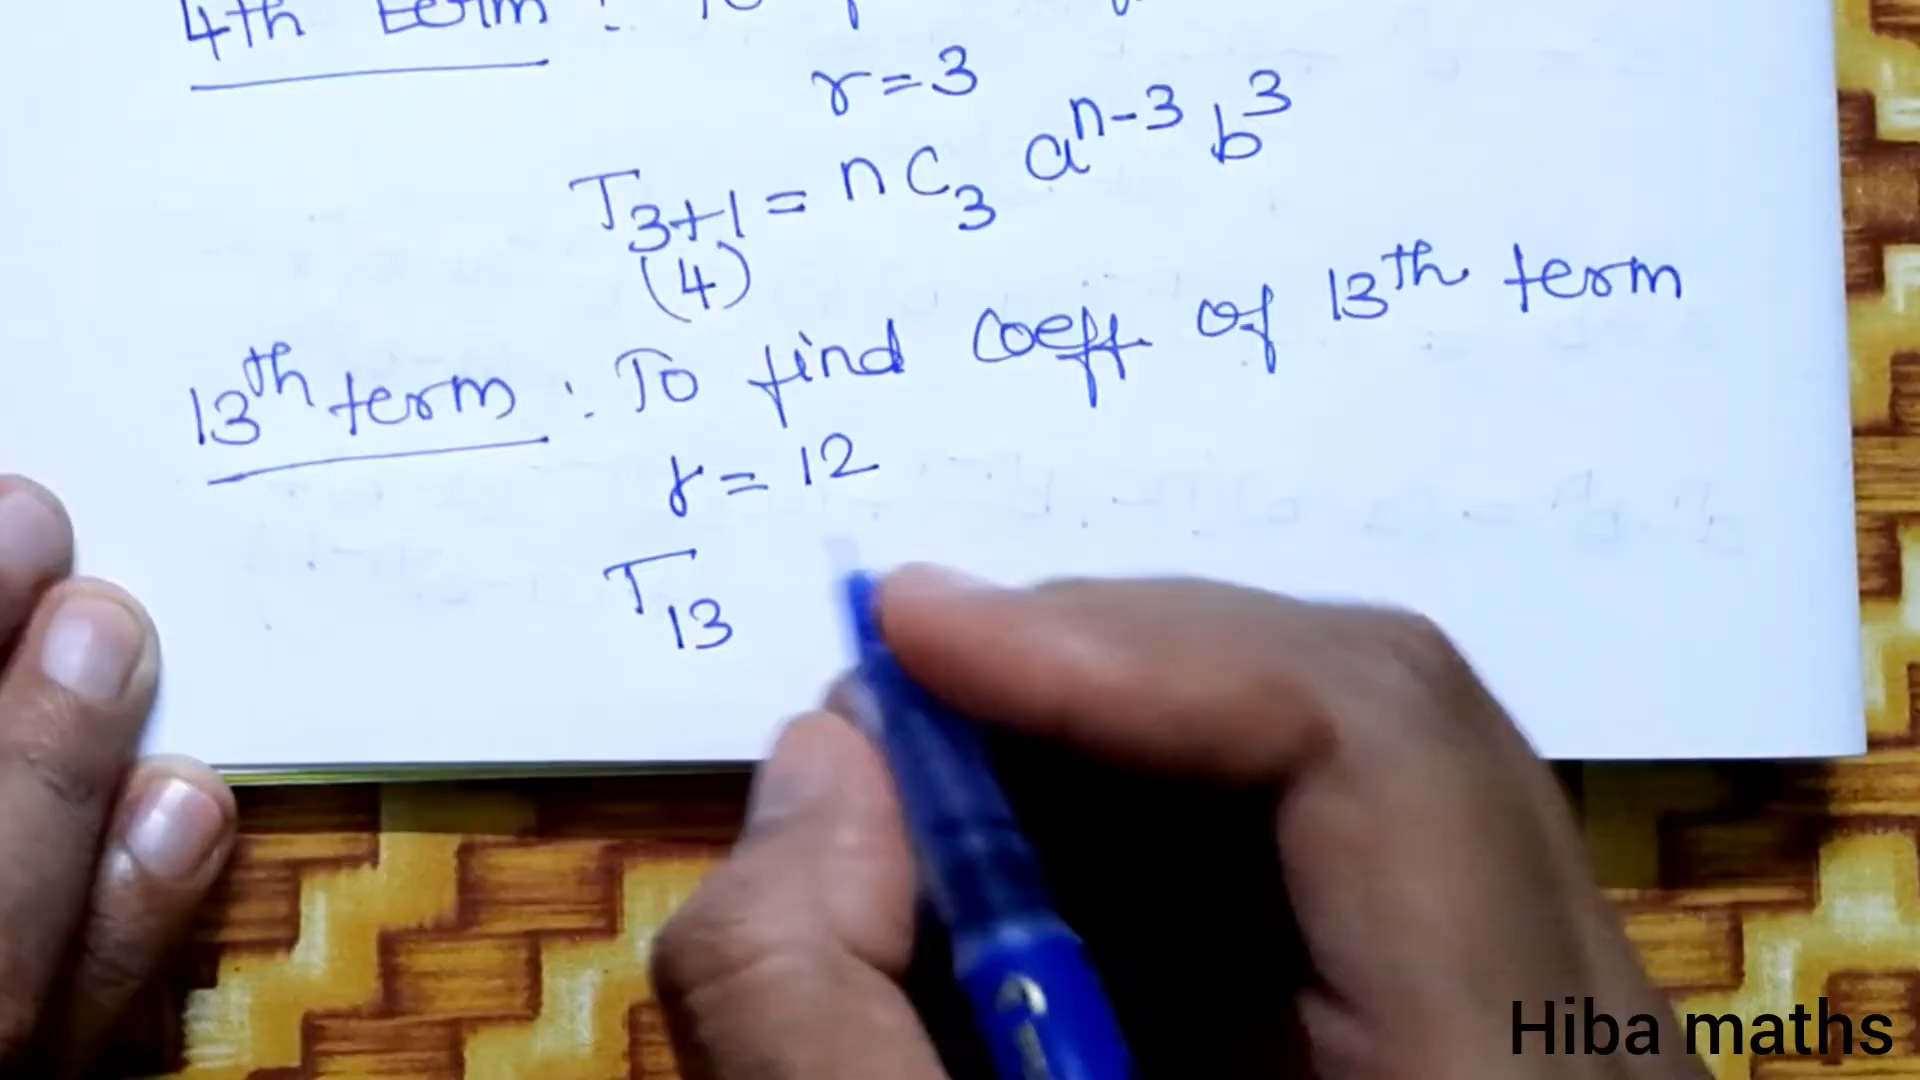 4th term : To
r=3
T3+1 = nC3 a^n-3 b^3
(4)
13th term : To find coeff. of 13th term
r = 12
T13
Hiba maths